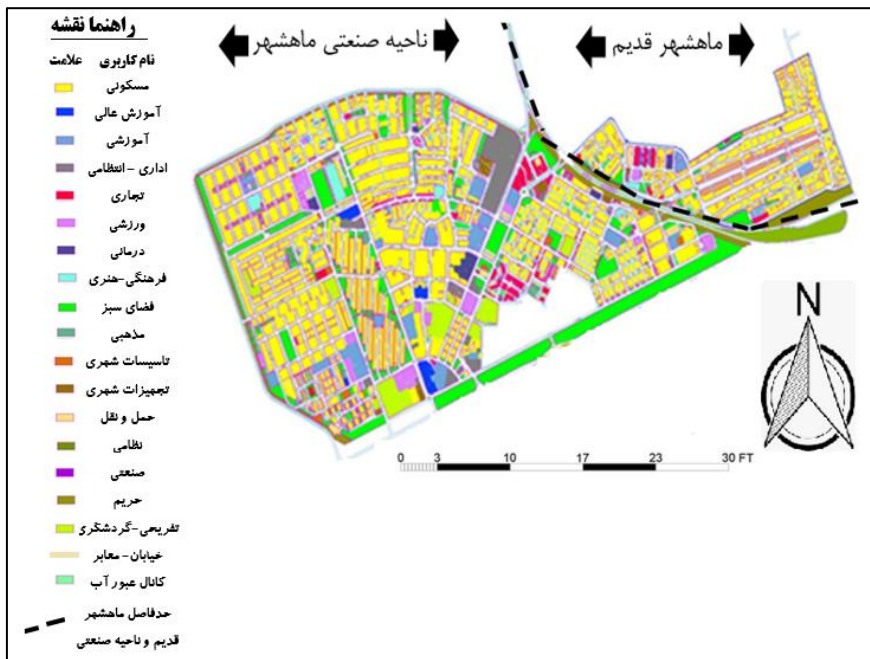 راهنما نقشه
نام کاربری علامت
مسکونی
آموزش عالی
آموزشی
اداری - انتظامی
تجاری
ورزشی
درمانی
فرهنگی-هنری
فضای سبز
مذهبی
تاسیسات شهری
تجهیزات شهری
حمل و نقل
نظامی
صنعتی
حریم
تفریحی-گردشگری
خیابان- معابر
کانال عبور آب
حدفاصل ماهشهر
قدیم و ناحیه صنعتی
ماهشهر قدیم
ناحیه صنعتی ماهشهر
N
0 3 10 17 23 30 FT